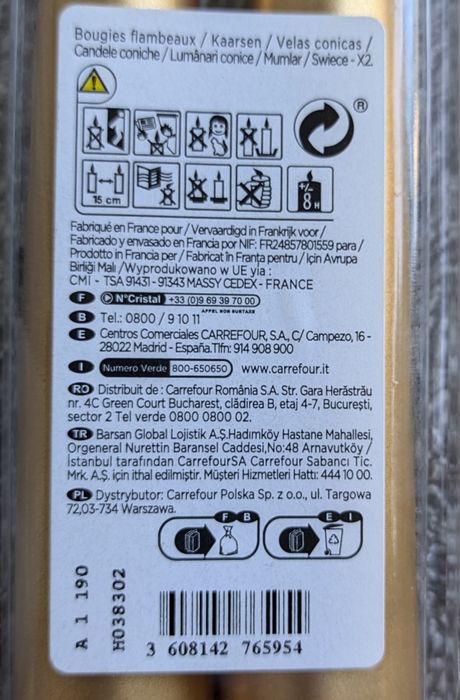 Bougies flambeaux / Kaarsen / Velas conicas /
Candele coniche / Lumânari conice / Mumlar / Swiece - X2.
®
15 cm
+/-
8 H
Fabriqué en France pour / Vervaardigd in Frankrijk voor /
Fabricado y envasado en Francia por NIF: FR24857801559 para /
Prodotto in Francia per / Fabricat în Franța pentru / Için Avrupa
Birliği Malı / Wyprodukowano w UE yia :
CMI - TSA 91431 - 91343 MASSY CEDEX - FRANCE
F N°Cristal +33 (0)9 69 39 70 00
APPEL NON SURTAXE
B Tel.: 0800 / 9 10 11
E Centros Comerciales CARREFOUR, S.A., C/ Campezo, 16 -
28022 Madrid - España.Tlfn: 914 908 900
I Numero Verde 800-650650 www.carrefour.it
RO Distribuit de : Carrefour România S.A. Str. Gara Herăstrău
nr. 4C Green Court Bucharest, clădirea B, etaj 4-7, București,
sector 2 Tel verde 0800 0800 02.
TR Barsan Global Lojistik A.Ş.Hadımköy Hastane Mahallesi,
Orgeneral Nurettin Baransel Caddesi,No:48 Arnavutköy /
İstanbul tarafından CarrefourSA Carrefour Sabancı Tic.
Mrk. A.Ş. için ithal edilmiştir. Müşteri Hizmetleri Hattı: 444 10 00.
PL Dystrybutor: Carrefour Polska Sp. z o.o., ul. Targowa
72,03-734 Warszawa.
F B
E I
A 1 190
H038302
3 608142 765954